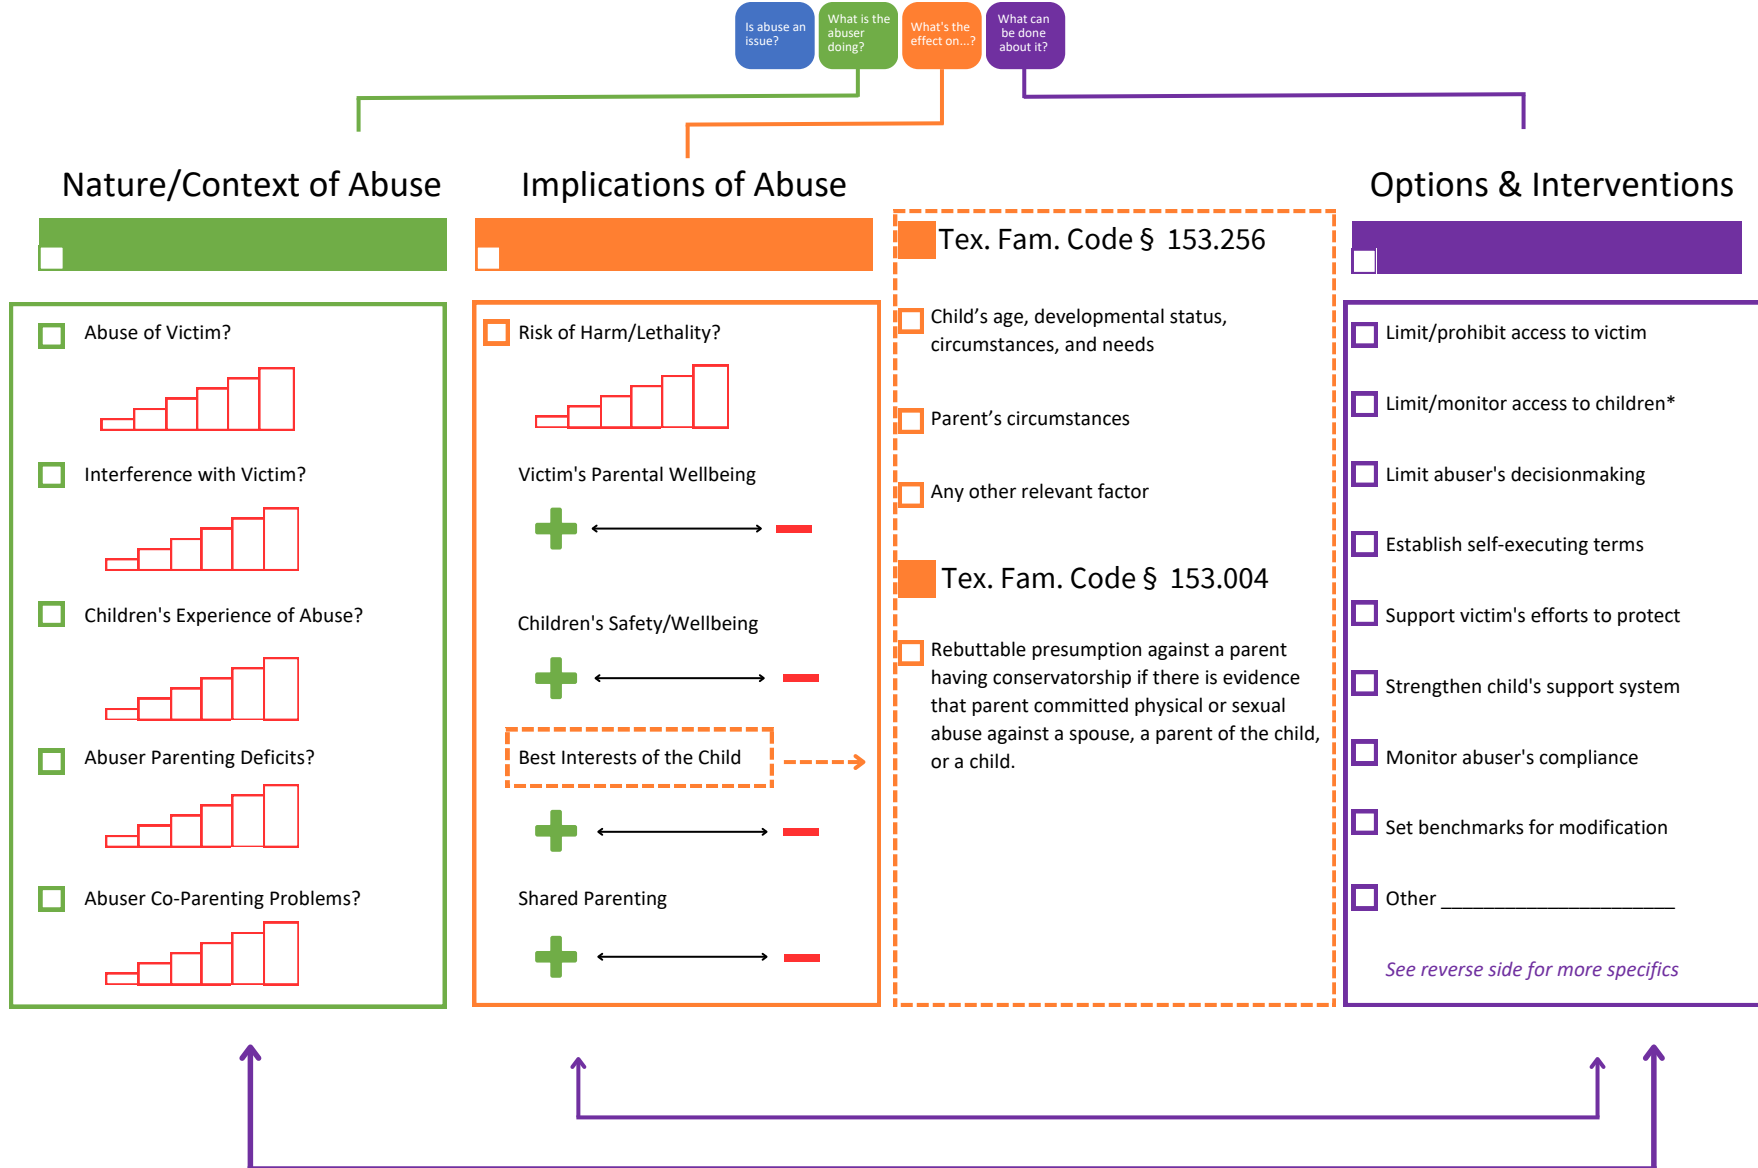 Is abuse an
issue?
What is the
abuser
doing?
What's the
effect on...?
What can
be done
about it?
Nature/Context of Abuse
Abuse of Victim?
Interference with Victim?
Children's Experience of Abuse?
Abuser Parenting Deficits?
Abuser Co-Parenting Problems?
Implications of Abuse
Risk of Harm/Lethality?
Victim's Parental Wellbeing
Children's Safety/Wellbeing
Best Interests of the Child
Shared Parenting
Tex. Fam. Code § 153.256
Child’s age, developmental status,
circumstances, and needs
Parent’s circumstances
Any other relevant factor
Tex. Fam. Code § 153.004
Rebuttable presumption against a parent
having conservatorship if there is evidence
that parent committed physical or sexual
abuse against a spouse, a parent of the child,
or a child.
Options & Interventions
Limit/prohibit access to victim
Limit/monitor access to children*
Limit abuser's decisionmaking
Establish self-executing terms
Support victim's efforts to protect
Strengthen child's support system
Monitor abuser's compliance
Set benchmarks for modification
Other ______________________
See reverse side for more specifics